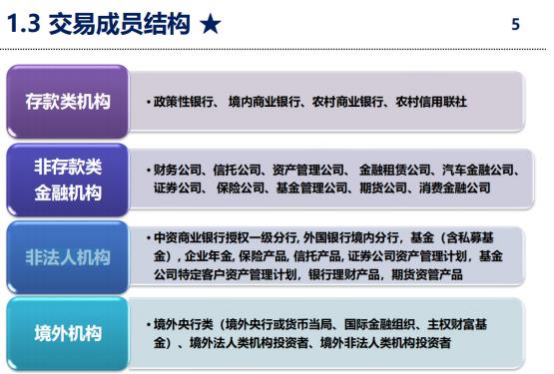 1.3 交易成员结构 ★
5
存款类机构
• 政策性银行、 境内商业银行、农村商业银行、农村信用联社
非存款类
金融机构
• 财务公司、信托公司、资产管理公司、 金融租赁公司、汽车金融公司、
证券公司、 保险公司、基金管理公司、期货公司、消费金融公司
非法人机构
• 中资商业银行授权一级分行, 外国银行境内分行，基金（含私募基
金）, 企业年金, 保险产品, 信托产品, 证券公司资产管理计划，基金
公司特定客户资产管理计划，银行理财产品，期货资管产品
境外机构
• 境外央行类（境外央行或货币当局、国际金融组织、主权财富基
金）、境外法人类机构投资者、境外非法人类机构投资者